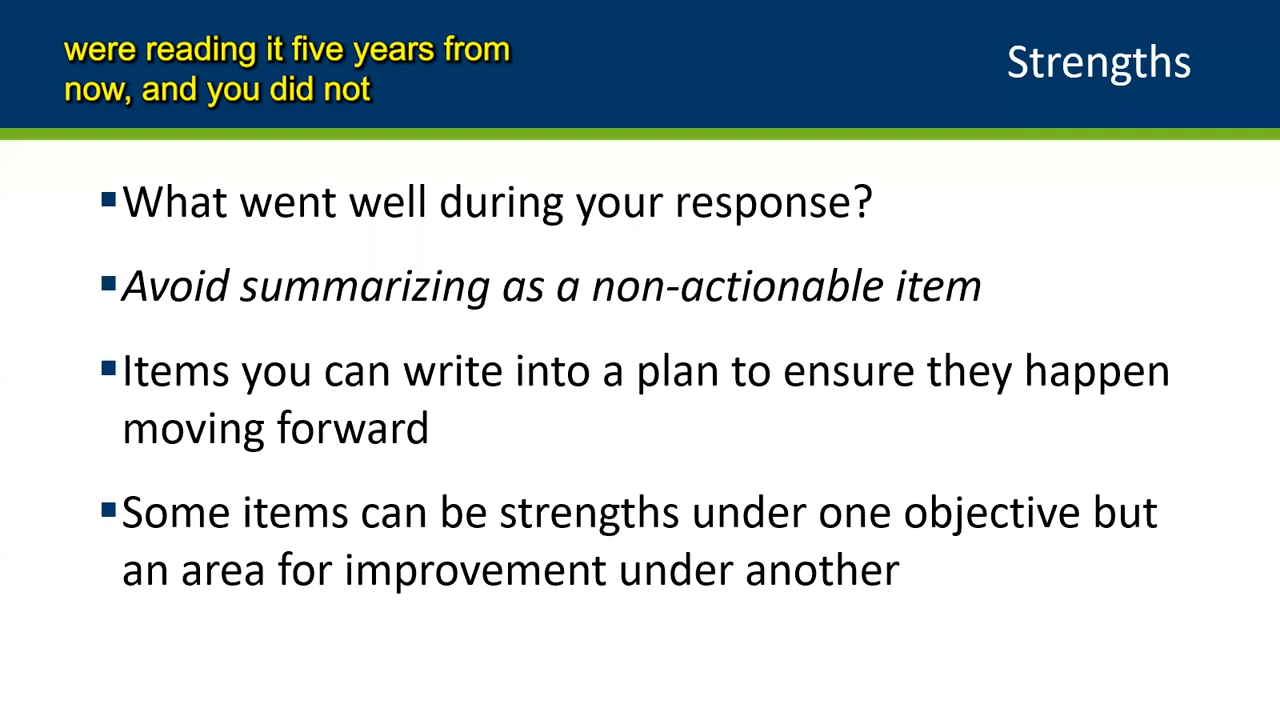 were reading it five years from
now, and you did not
Strengths
▪What went well during your response?
▪Avoid summarizing as a non-actionable item
▪Items you can write into a plan to ensure they happen
moving forward
▪Some items can be strengths under one objective but
an area for improvement under another